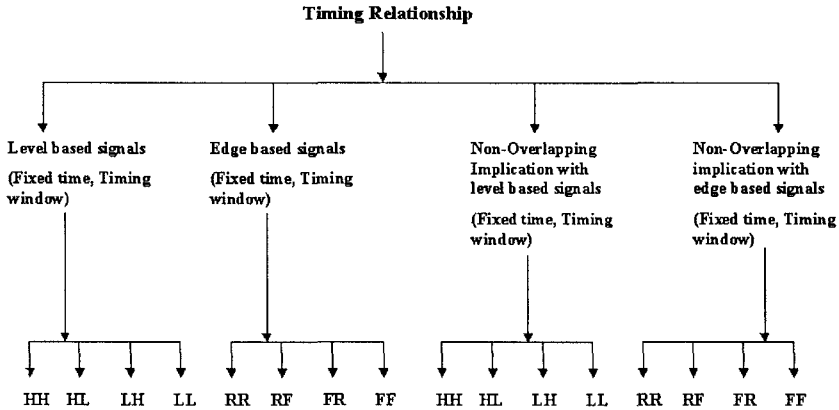 Timing Relationship
Level based signals
(Fixed time, Timing
window)
Edge based signals
(Fixed time, Timing
window)
Non-Overlapping
Implication with
level based signals
(Fixed time, Timing
window)
Non-Overlapping
implication with
edge based signals
(Fixed time, Timing
window)
HH HL LH LL RR RF FR FF HH HL LH LL RR RF FR FF